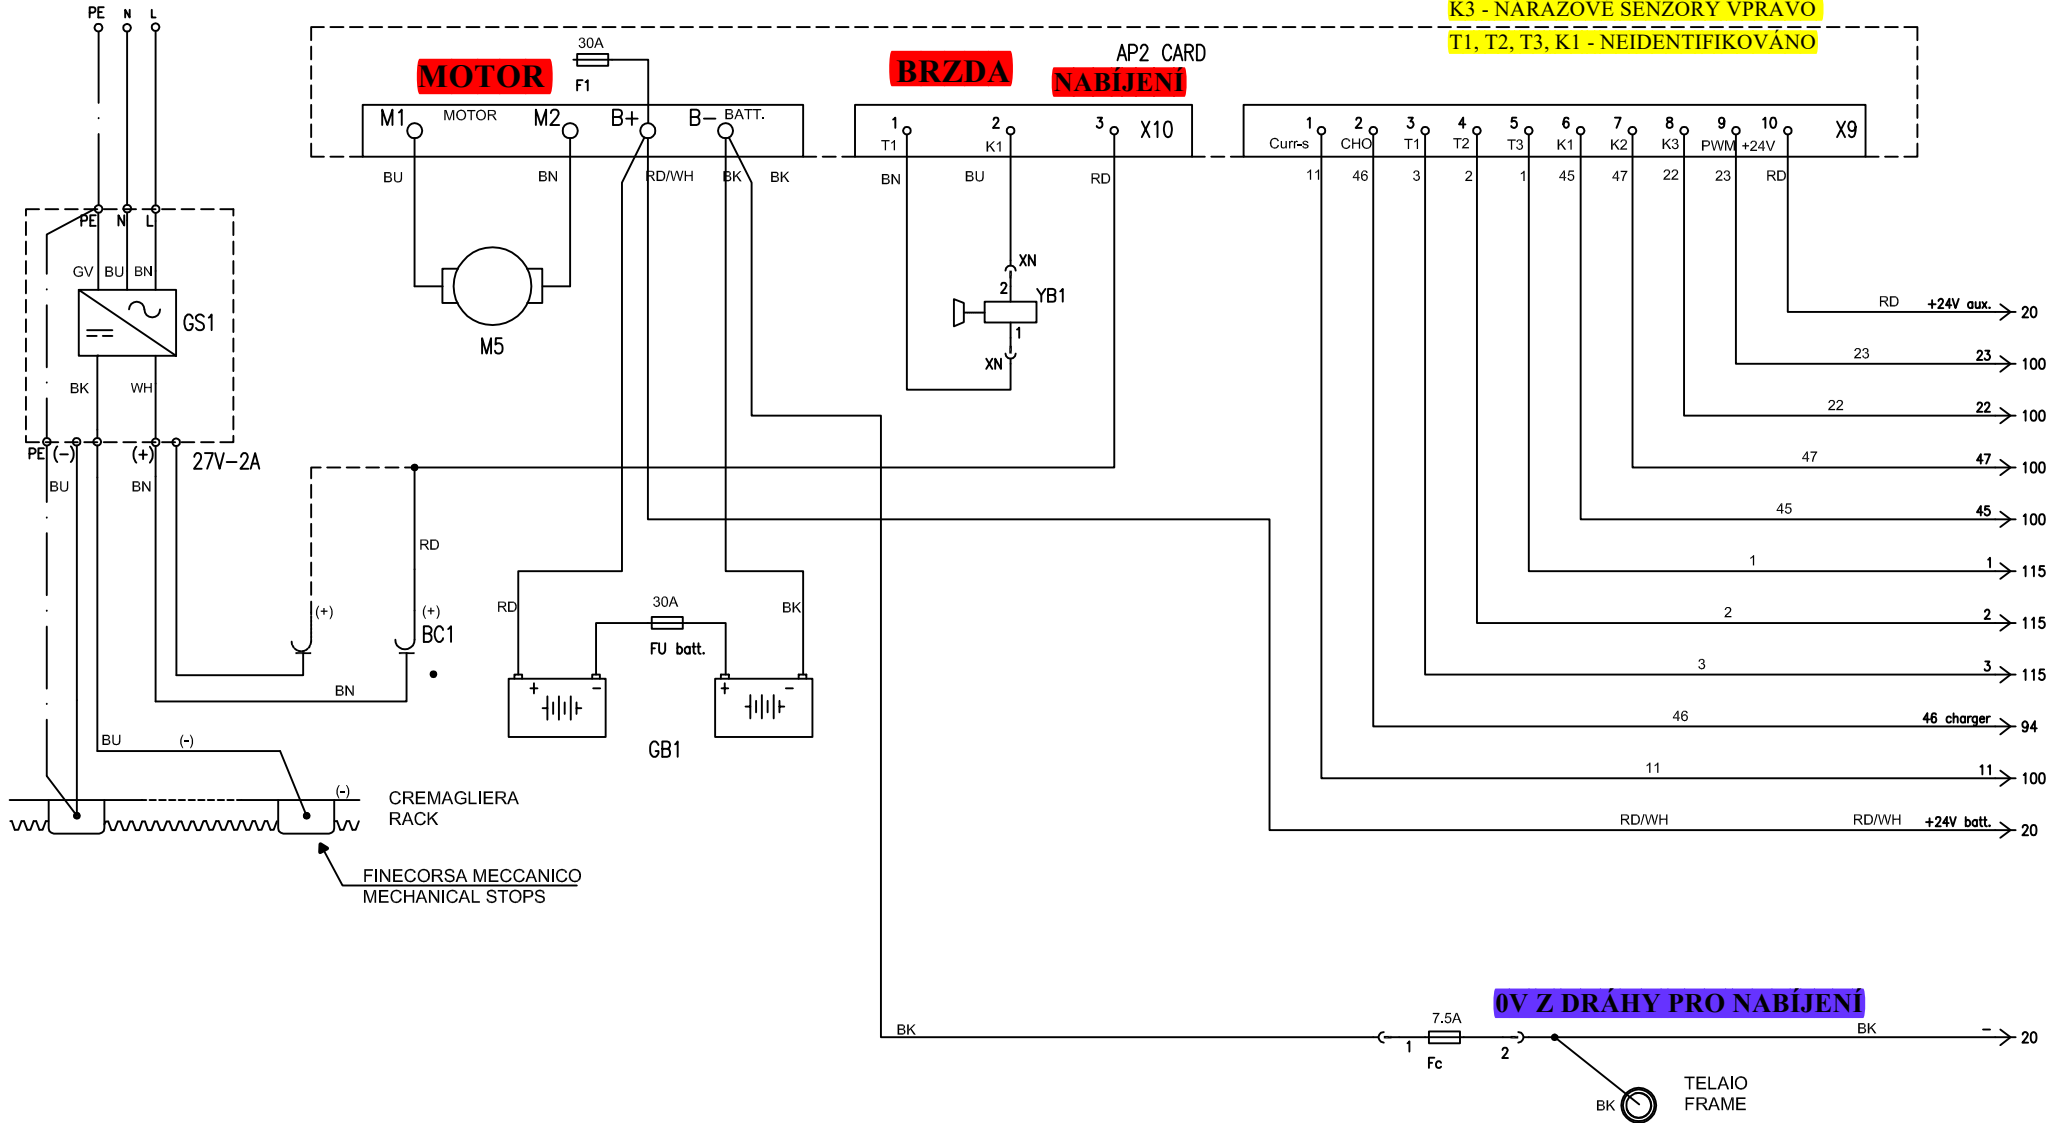 K3 - NARAZOVE SENZORY VPRAVO
T1, T2, T3, K1 - NEIDENTIFIKOVÁNO
PE N L
30A
F1
MOTOR
BRZDA
AP2 CARD
NABÍJENÍ
M1 MOTOR M2 B+ B- BATT.
1 2 3 X10
T1 K1
1 2 3 4 5 6 7 8 9 10 X9
Curr-s CHO T1 T2 T3 K1 K2 K3 PWM +24V
BU BN RD/WH BK BK
BN BU RD
11 46 3 2 1 45 47 22 23 RD
PE N L
GV BU BN
GS1
BK WH
PE (-) (+) 27V-2A
BU BN
M5
XN
2
YB1
1
XN
RD +24V aux. 20
23 23 100
22 22 100
47 47 100
45 45 100
1 1 115
2 2 115
3 3 115
46 46 charger 94
11 11 100
RD/WH RD/WH +24V batt. 20
RD
(+) (+)
BC1
BN
RD 30A BK
FU batt.
+ - + -
GB1
BU (-)
(-)
CREMAGLIERA
RACK
FINECORSA MECCANICO
MECHANICAL STOPS
0V Z DRÁHY PRO NABÍJENÍ
BK 7.5A BK - 20
1 2
Fc
TELAIO
FRAME
BK